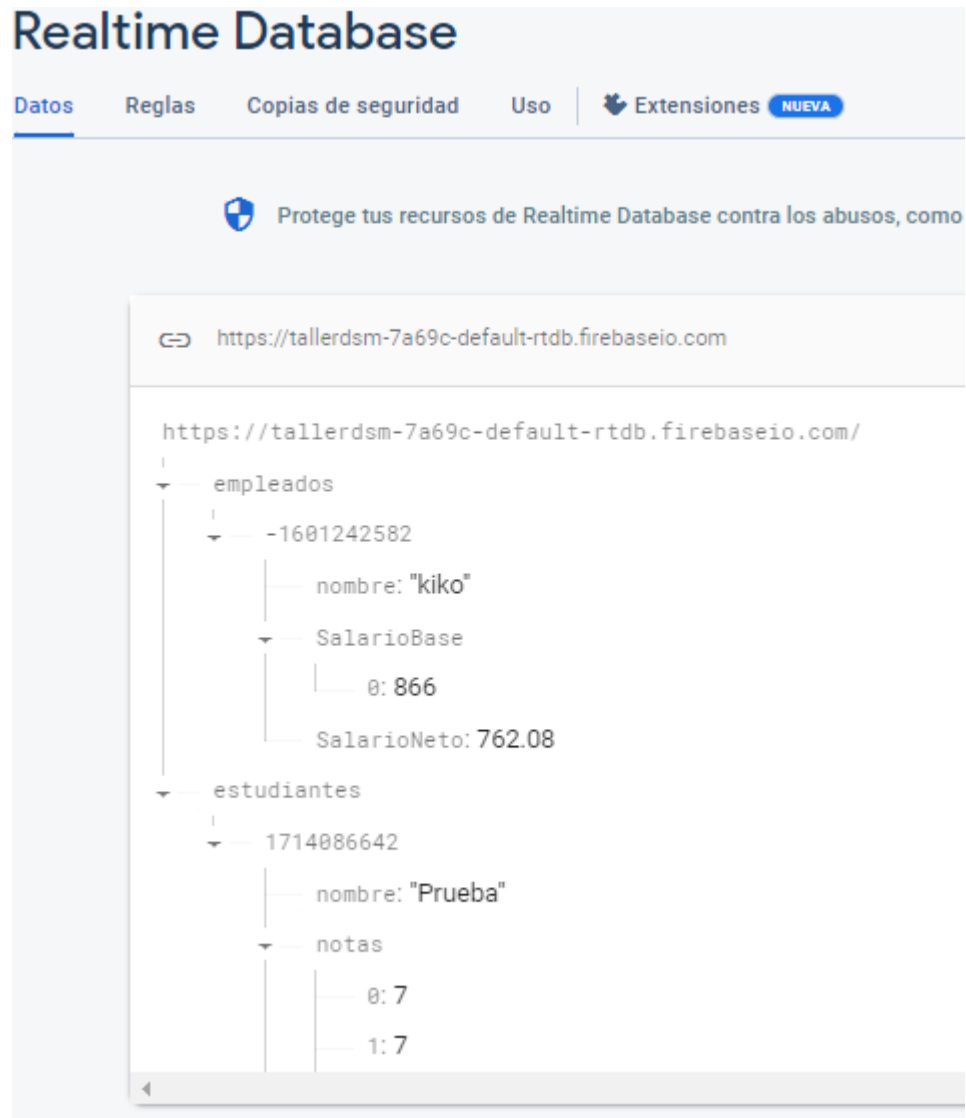 Realtime Database
Datos Reglas Copias de seguridad Uso Extensiones NUEVA
Protege tus recursos de Realtime Database contra los abusos, como
https://tallerdsm-7a69c-default-rtdb.firebaseio.com
https://tallerdsm-7a69c-default-rtdb.firebaseio.com/
empleados
-1601242582
nombre: "kiko"
SalarioBase
0: 866
SalarioNeto: 762.08
estudiantes
1714086642
nombre: "Prueba"
notas
0: 7
1: 7